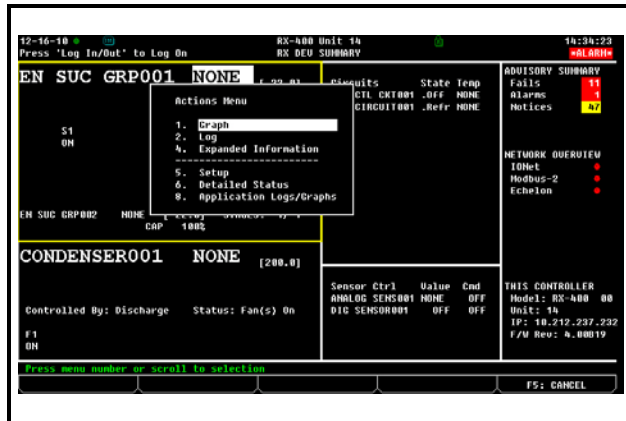 12-16-10 RX-400 Unit 14 14:34:23
Press 'Log In/Out' to Log On RX DEV SUMMARY *ALARM*
EN SUC GRP001 NONE
S1
ON
Actions Menu
1. Graph
2. Log
4. Expanded Information
5. Setup
6. Detailed Status
8. Application Logs/Graphs
EN SUC GRP002 NONE
CAP 100%
CONDENSER001 NONE [200.0]
Controlled By: Discharge Status: Fan(s) On
F1
ON
Circuits State Temp
CTL CKT001 .OFF NONE
CIRCUIT001 .Refr NONE
Sensor Ctrl Value Cmd
ANALOG SENS001 NONE OFF
DIG SENSOR001 OFF OFF
ADVISORY SUMMARY
Fails 11
Alarms 1
Notices 47
NETWORK OVERVIEW
IONet
Modbus-2
Echelon
THIS CONTROLLER
Model: RX-400 00
Unit: 14
IP: 10.212.237.232
F/W Rev: 4.00B19
Press menu number or scroll to selection
F5: CANCEL